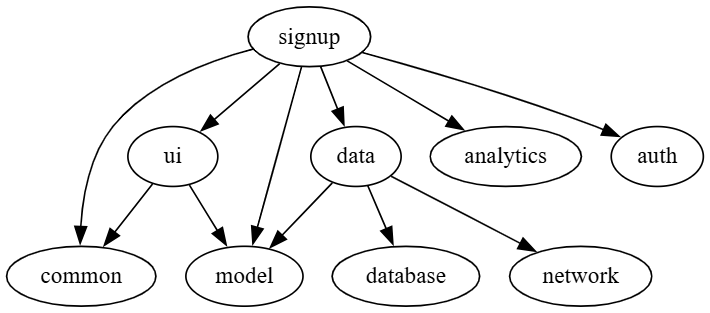 signup
ui
data
analytics
auth
common
model
database
network